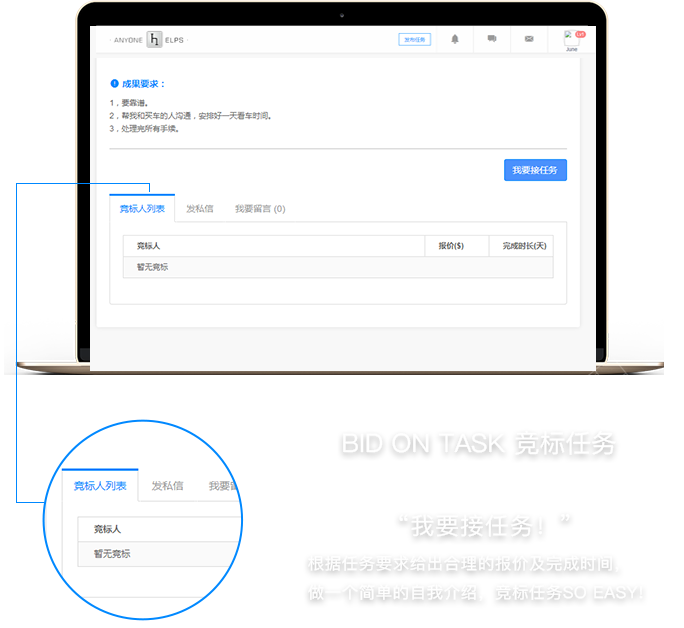 ANYONE h ELPS
发布任务
June
成果要求：
1，要靠谱。
2，帮我和买车的人沟通，安排好一天看车时间。
3，处理完所有手续。
我要接任务
竞标人列表 发私信 我要留言 (0)
竞标人 报价($) 完成时长(天)
暂无竞标
BID ON TASK 竞标任务
竞标人列表 发私信 我要
竞标人
暂无竞标
“我要接任务！”
根据任务要求给出合理的报价及完成时间，
做一个简单的自我介绍，竞标任务SO EASY!